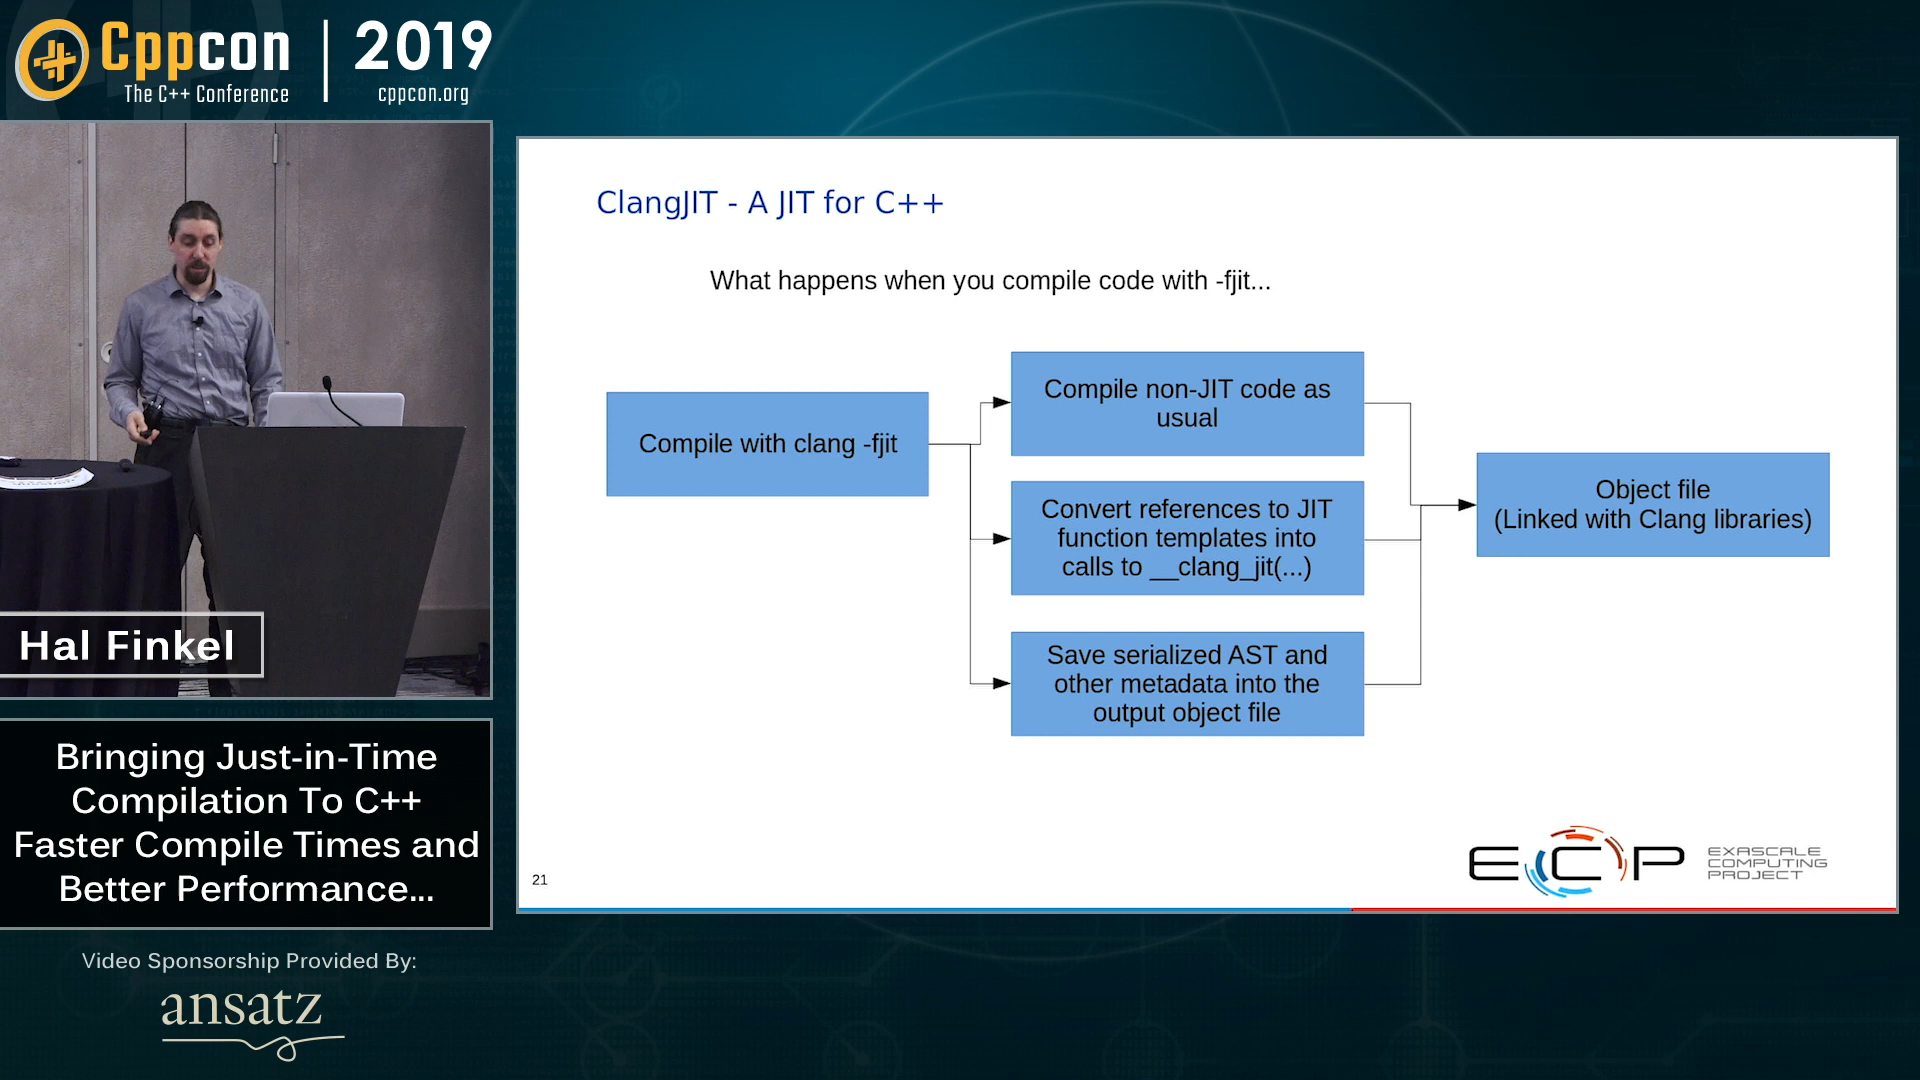 Cppcon
The C++ Conference
2019
cppcon.org
ClangJIT - A JIT for C++
What happens when you compile code with -fjit...
Compile with clang -fjit
Compile non-JIT code as
usual
Convert references to JIT
function templates into
calls to __clang_jit(...)
Save serialized AST and
other metadata into the
output object file
Object file
(Linked with Clang libraries)
21
ECP
EXASCALE
COMPUTING
PROJECT
Hal Finkel
Bringing Just-in-Time
Compilation To C++
Faster Compile Times and
Better Performance...
Video Sponsorship Provided By:
ansatz